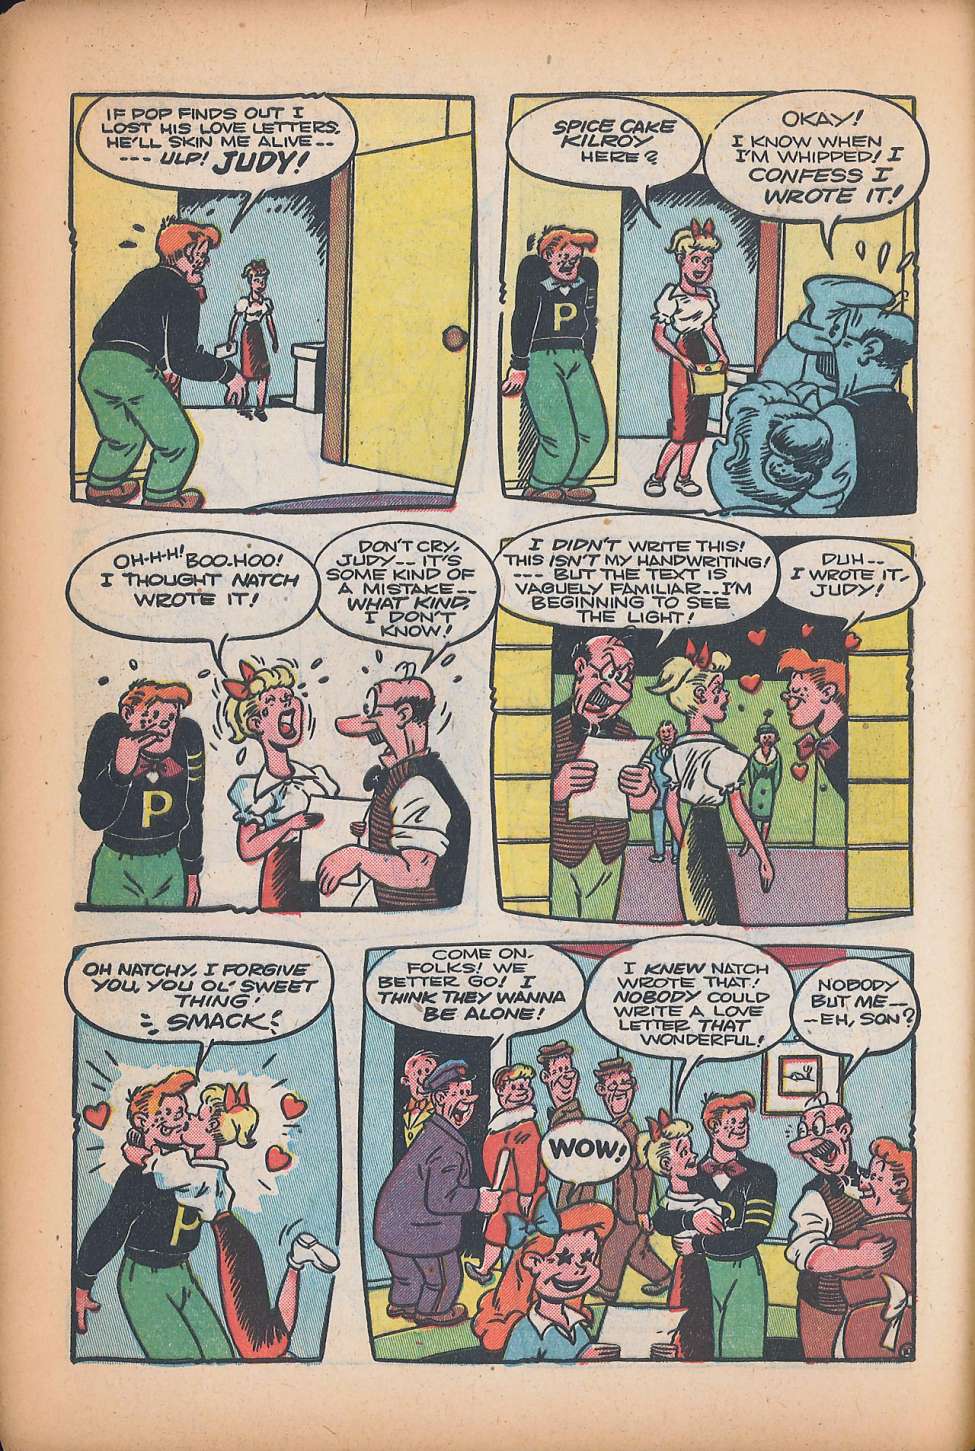 IF POP FINDS OUT I
LOST HIS LOVE LETTERS,
HE'LL SKIN ME ALIVE--
---- ULP! JUDY!
SPICE CAKE
KILROY
HERE?
OKAY!
I KNOW WHEN
I'M WHIPPED! I
CONFESS I
WROTE IT!
P
OH-H-H! BOO-HOO!
I THOUGHT NATCH
WROTE IT!
DON'T CRY,
JUDY-- IT'S
SOME KIND OF
A MISTAKE--
WHAT KIND,
I DON'T
KNOW!
P
I DIDN'T WRITE THIS!
THIS ISN'T MY HANDWRITING!
--- BUT THE TEXT IS
VAGUELY FAMILIAR--I'M
BEGINNING TO SEE
THE LIGHT!
DUH--
I WROTE IT,
JUDY!
OH NATCHY, I FORGIVE
YOU, YOU OL' SWEET
THING!
SMACK!
P
COME ON,
FOLKS! WE
BETTER GO! I
THINK THEY WANNA
BE ALONE!
I KNEW NATCH
WROTE THAT!
NOBODY COULD
WRITE A LOVE
LETTER THAT
WONDERFUL!
NOBODY
BUT ME--
--EH, SON?
WOW!